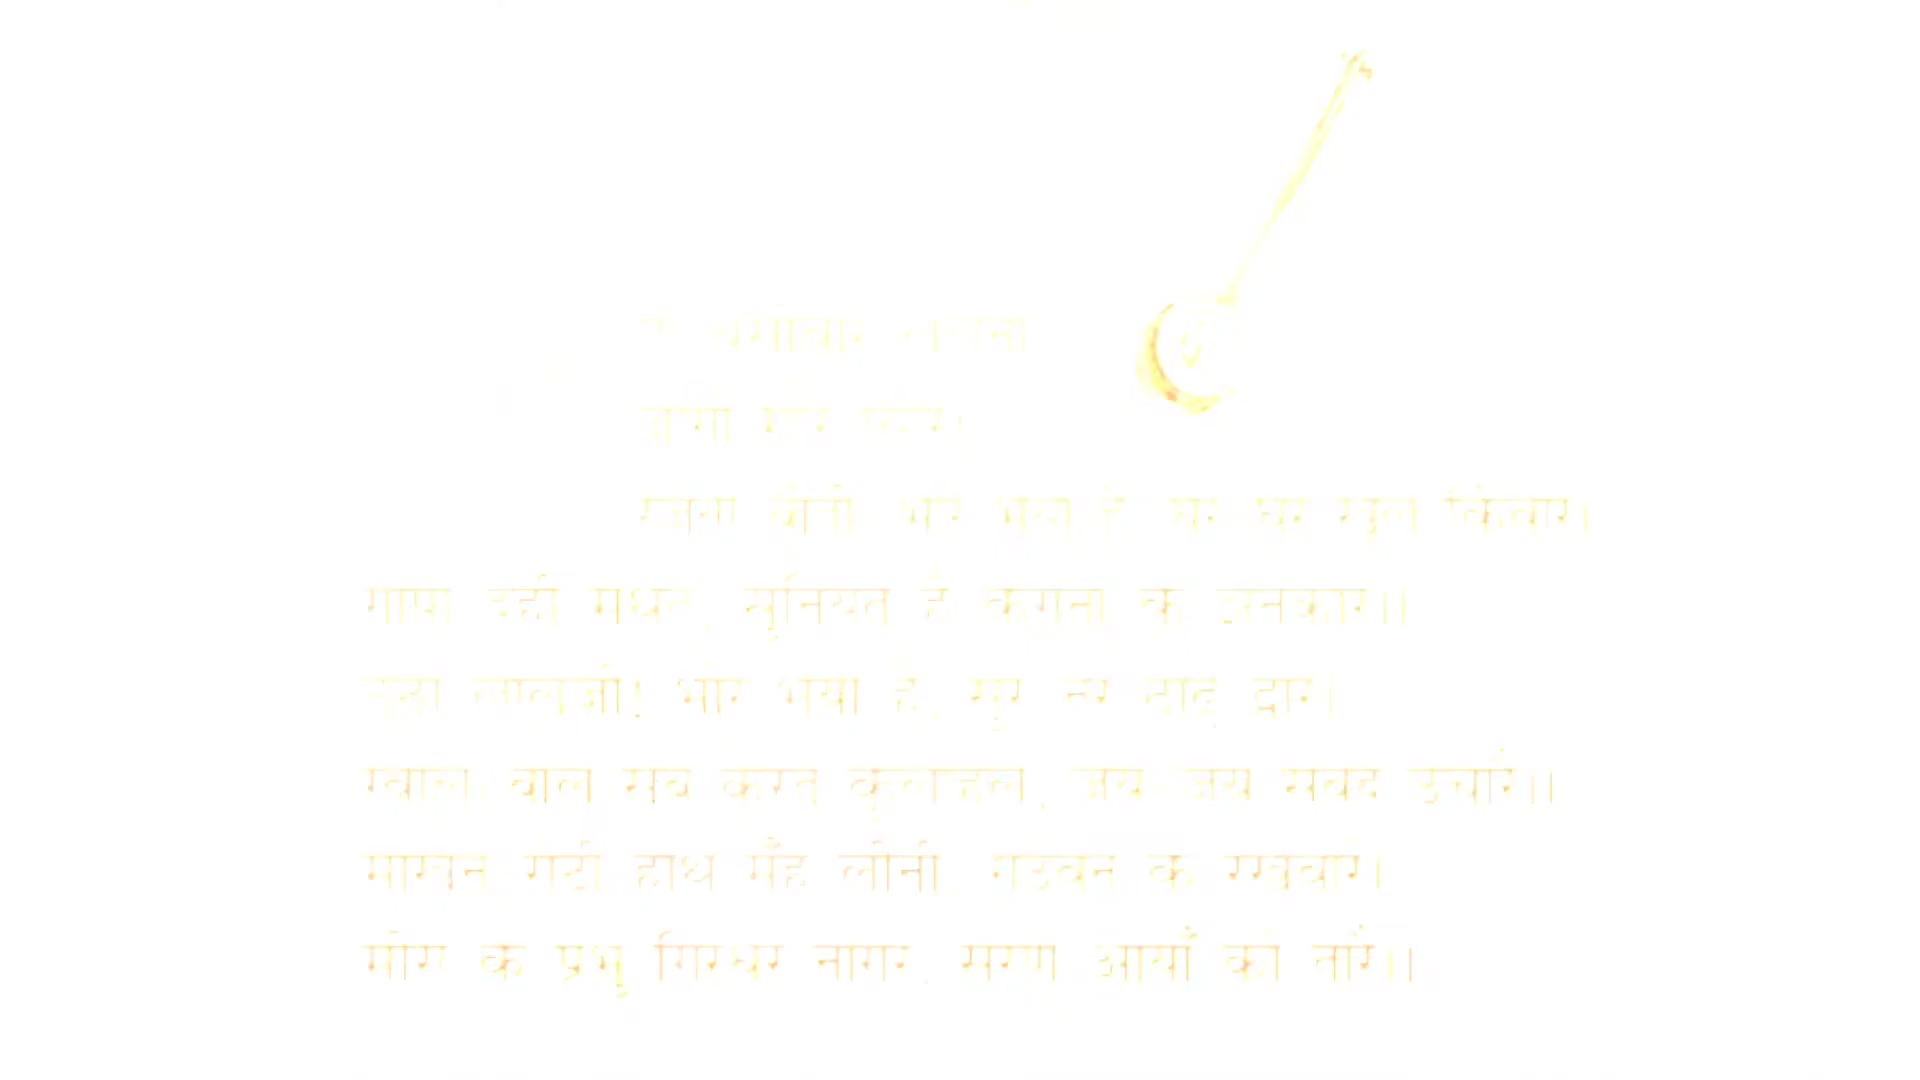 बंसीवारे ललना
जागो मोरे प्यारे।
रजनी बीती, भोर भयो है, घर घर खुले किंवारे।
गोपी दही मथत, सुनियत हैं कंगना के झनकारे।।
उठो लालजी! भोर भयो है, सुर नर ठाढ़े द्वारे।
ग्वाल बाल सब करत कुलाहल, जय जय सबद उचारै।।
माखन रोटी हाथ मँह लीनी, गउवन के रखवारे।
मीरा के प्रभु गिरधर नागर, सरण आयाँ को तारै।।